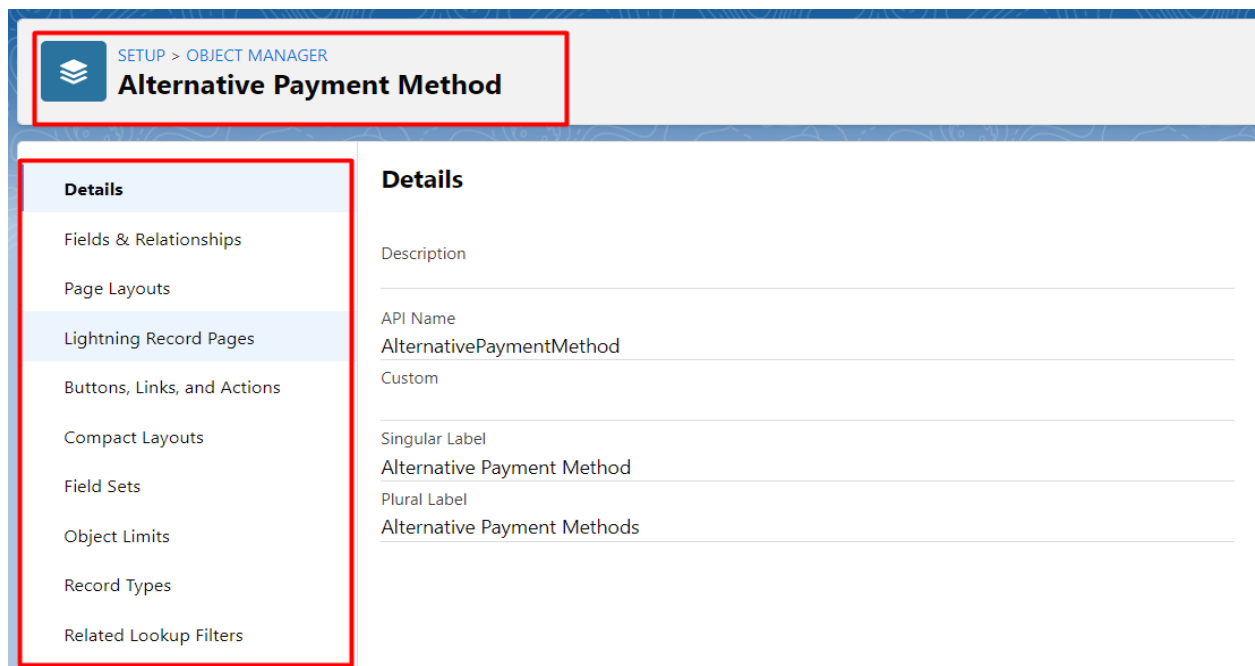 SETUP > OBJECT MANAGER
Alternative Payment Method
Details
Fields & Relationships
Page Layouts
Lightning Record Pages
Buttons, Links, and Actions
Compact Layouts
Field Sets
Object Limits
Record Types
Related Lookup Filters
Details
Description
API Name
AlternativePaymentMethod
Custom
Singular Label
Alternative Payment Method
Plural Label
Alternative Payment Methods